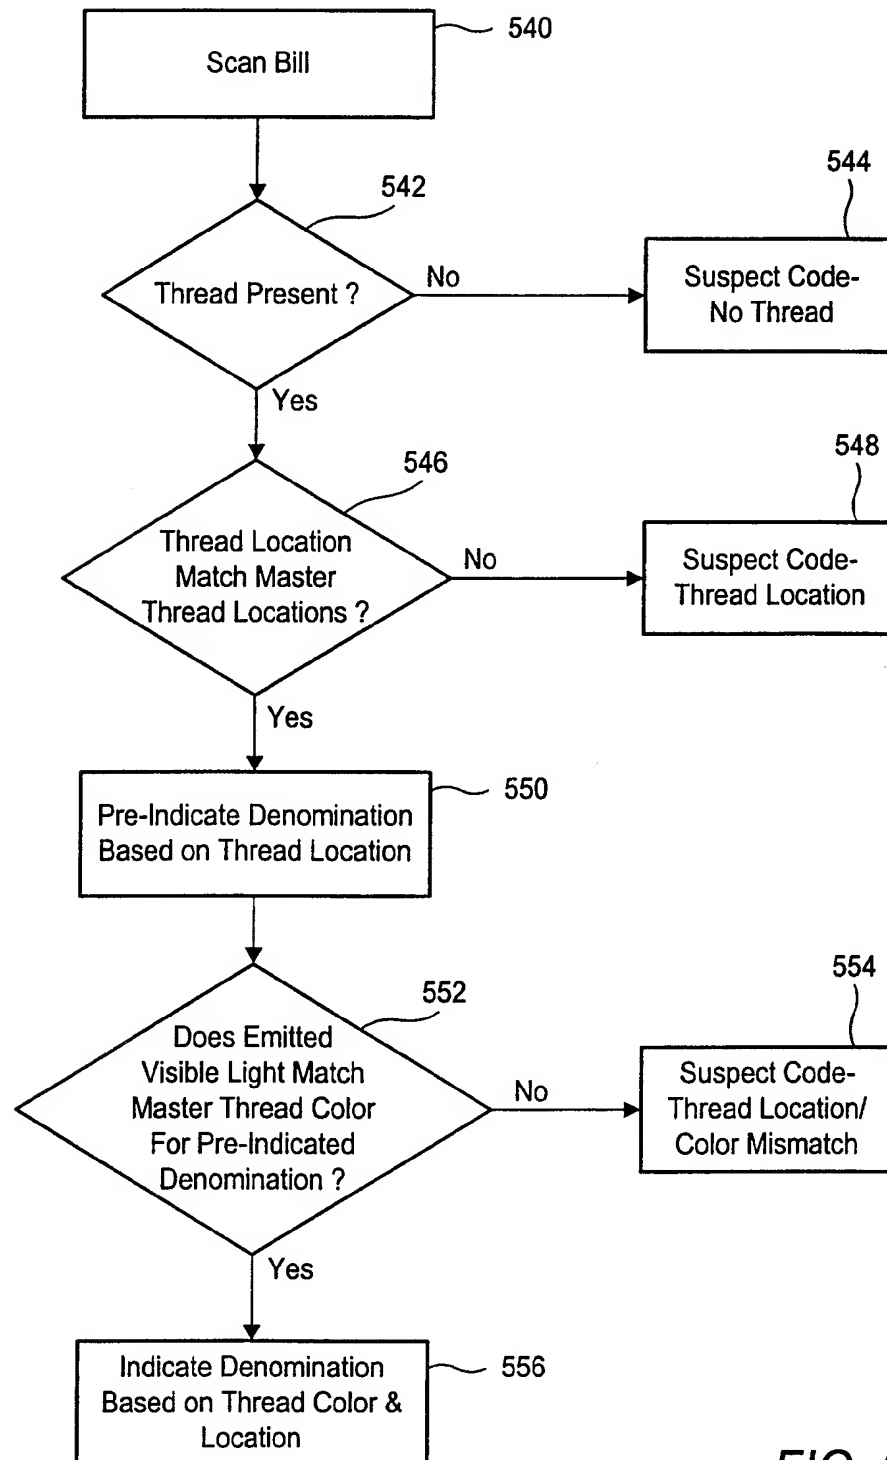 Scan Bill
540
542
Thread Present ?
No
544
Suspect Code-
No Thread
Yes
546
Thread Location
Match Master
Thread Locations ?
No
548
Suspect Code-
Thread Location
Yes
Pre-Indicate Denomination
Based on Thread Location
550
552
Does Emitted
Visible Light Match
Master Thread Color
For Pre-Indicated
Denomination ?
No
554
Suspect Code-
Thread Location/
Color Mismatch
Yes
Indicate Denomination
Based on Thread Color &
Location
556
FIG.